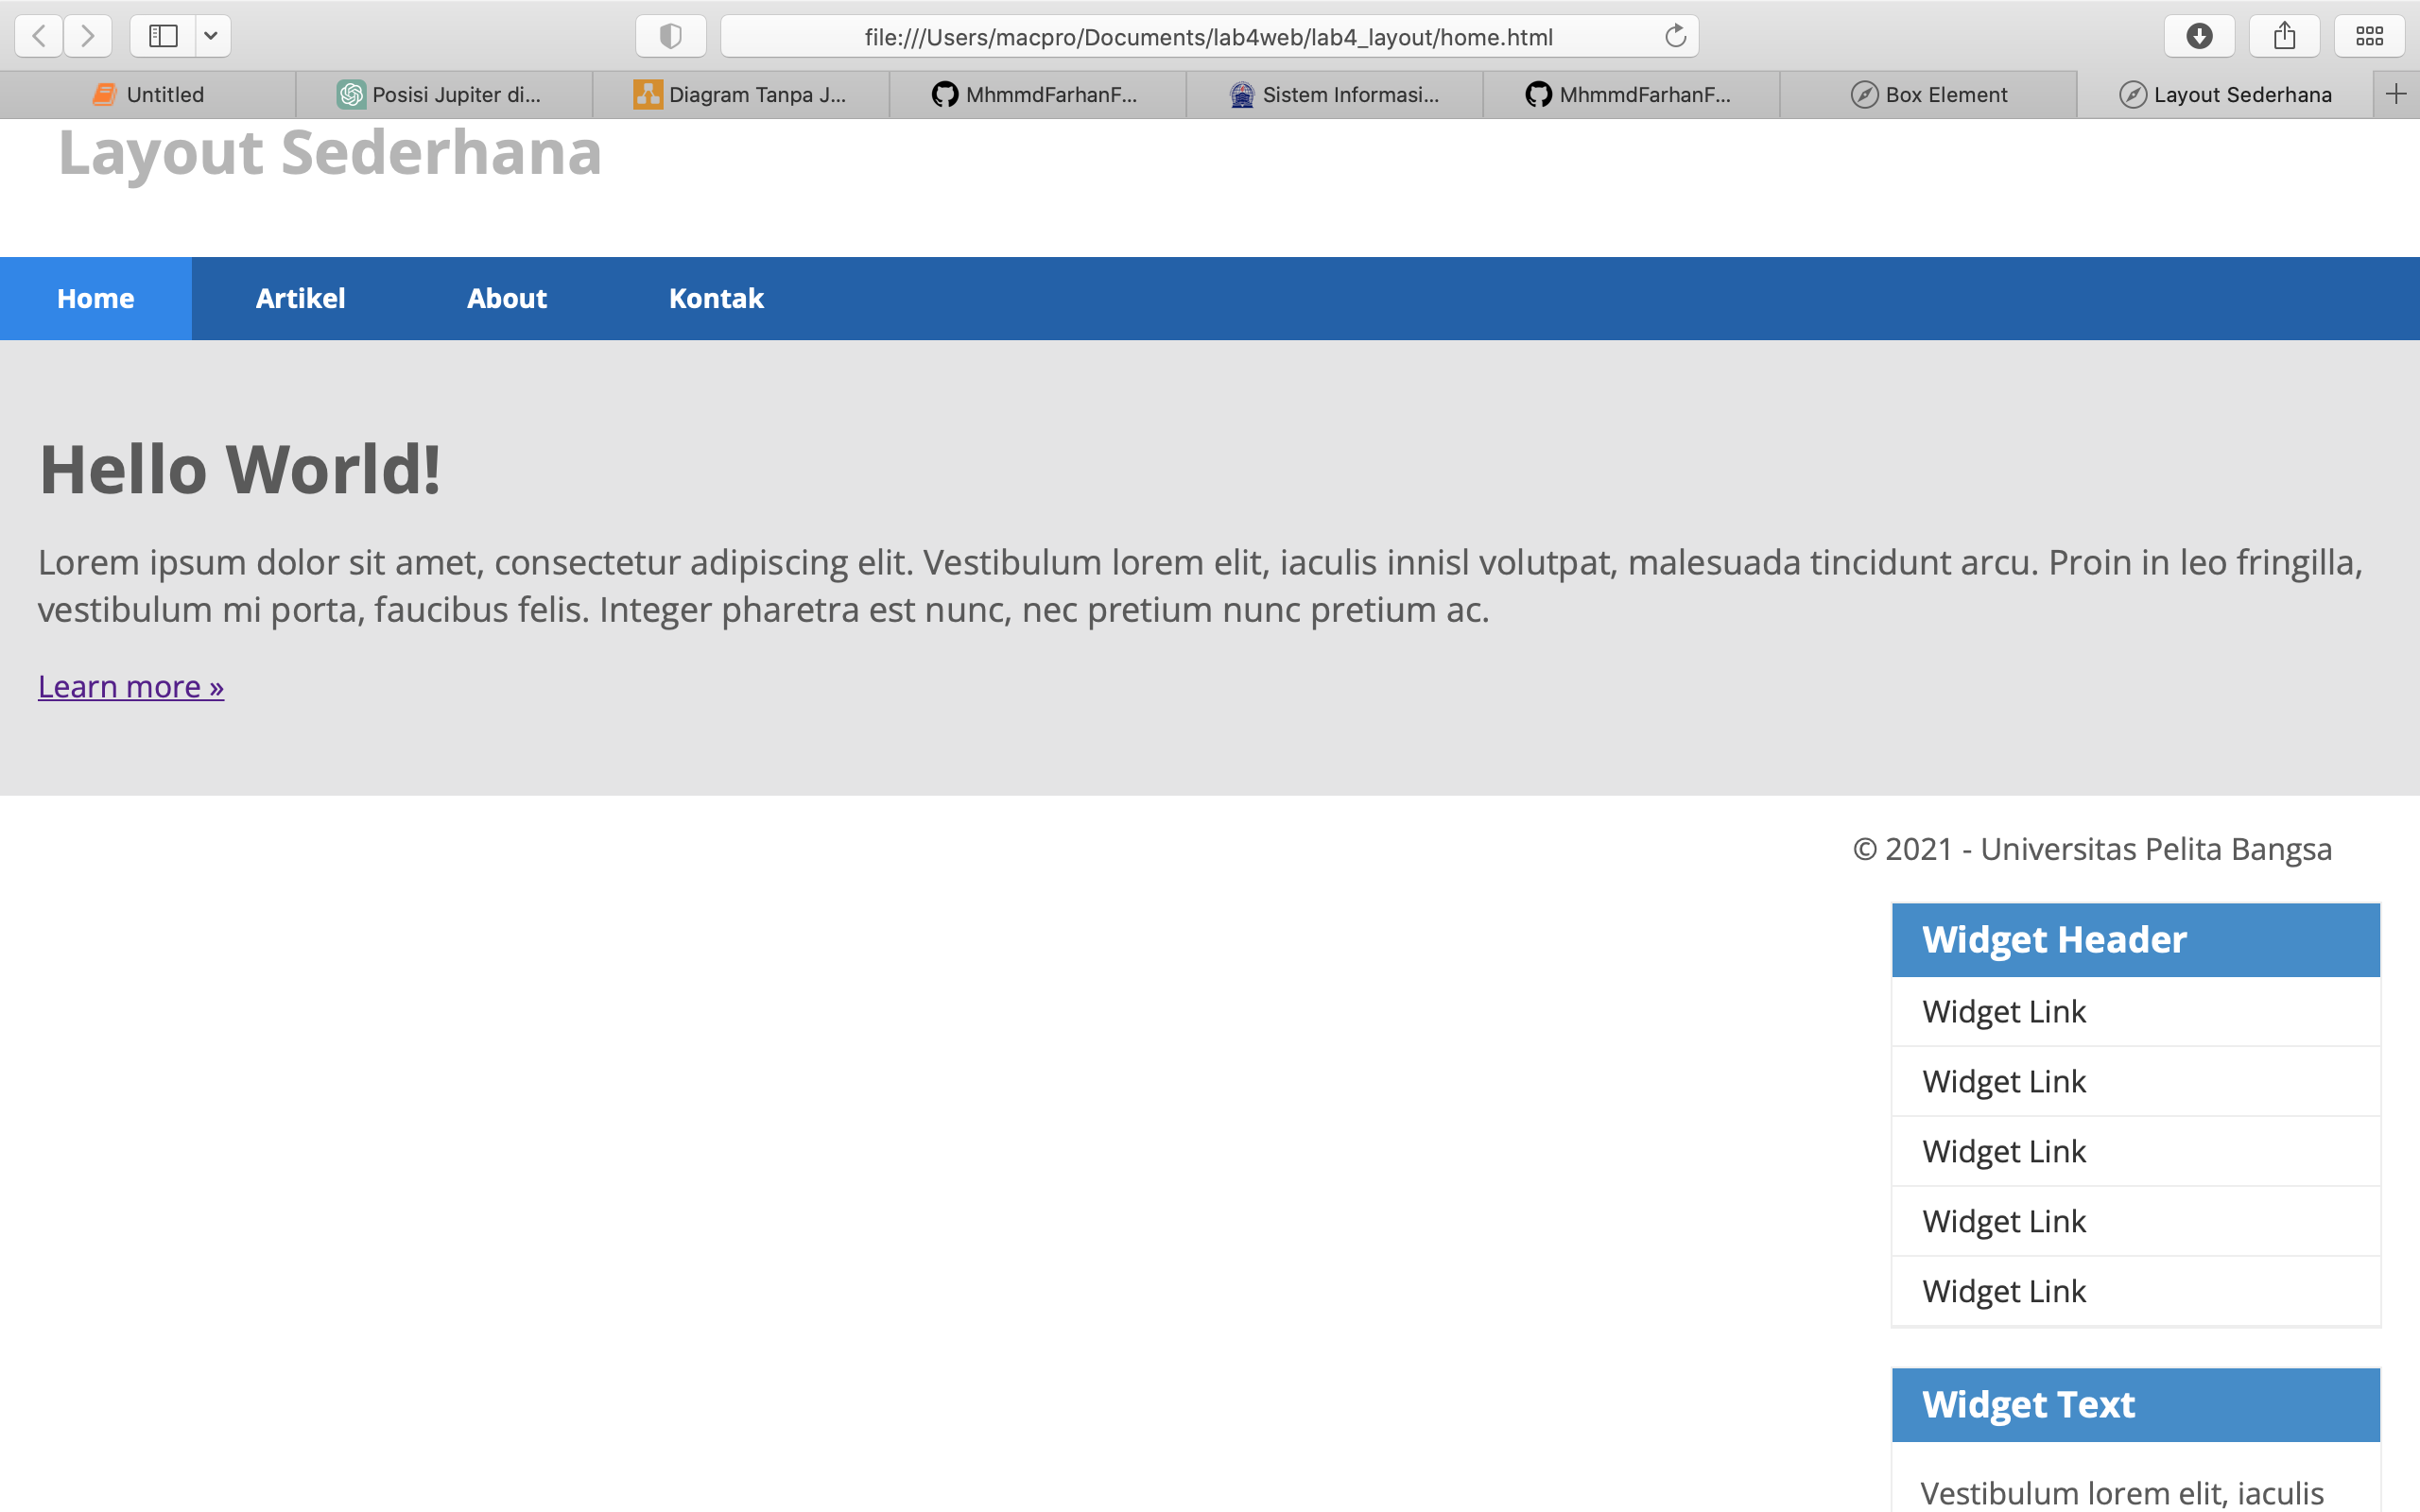 file:///Users/macpro/Documents/lab4web/lab4_layout/home.html
Untitled
Posisi Jupiter di...
Diagram Tanpa J...
MhmmdFarhanF...
Sistem Informasi...
MhmmdFarhanF...
Box Element
Layout Sederhana
Layout Sederhana
Home Artikel About Kontak
Hello World!
Lorem ipsum dolor sit amet, consectetur adipiscing elit. Vestibulum lorem elit, iaculis innisl volutpat, malesuada tincidunt arcu. Proin in leo fringilla,
vestibulum mi porta, faucibus felis. Integer pharetra est nunc, nec pretium nunc pretium ac.
Learn more »
© 2021 - Universitas Pelita Bangsa
Widget Header
Widget Link
Widget Link
Widget Link
Widget Link
Widget Link
Widget Text
Vestibulum lorem elit, iaculis